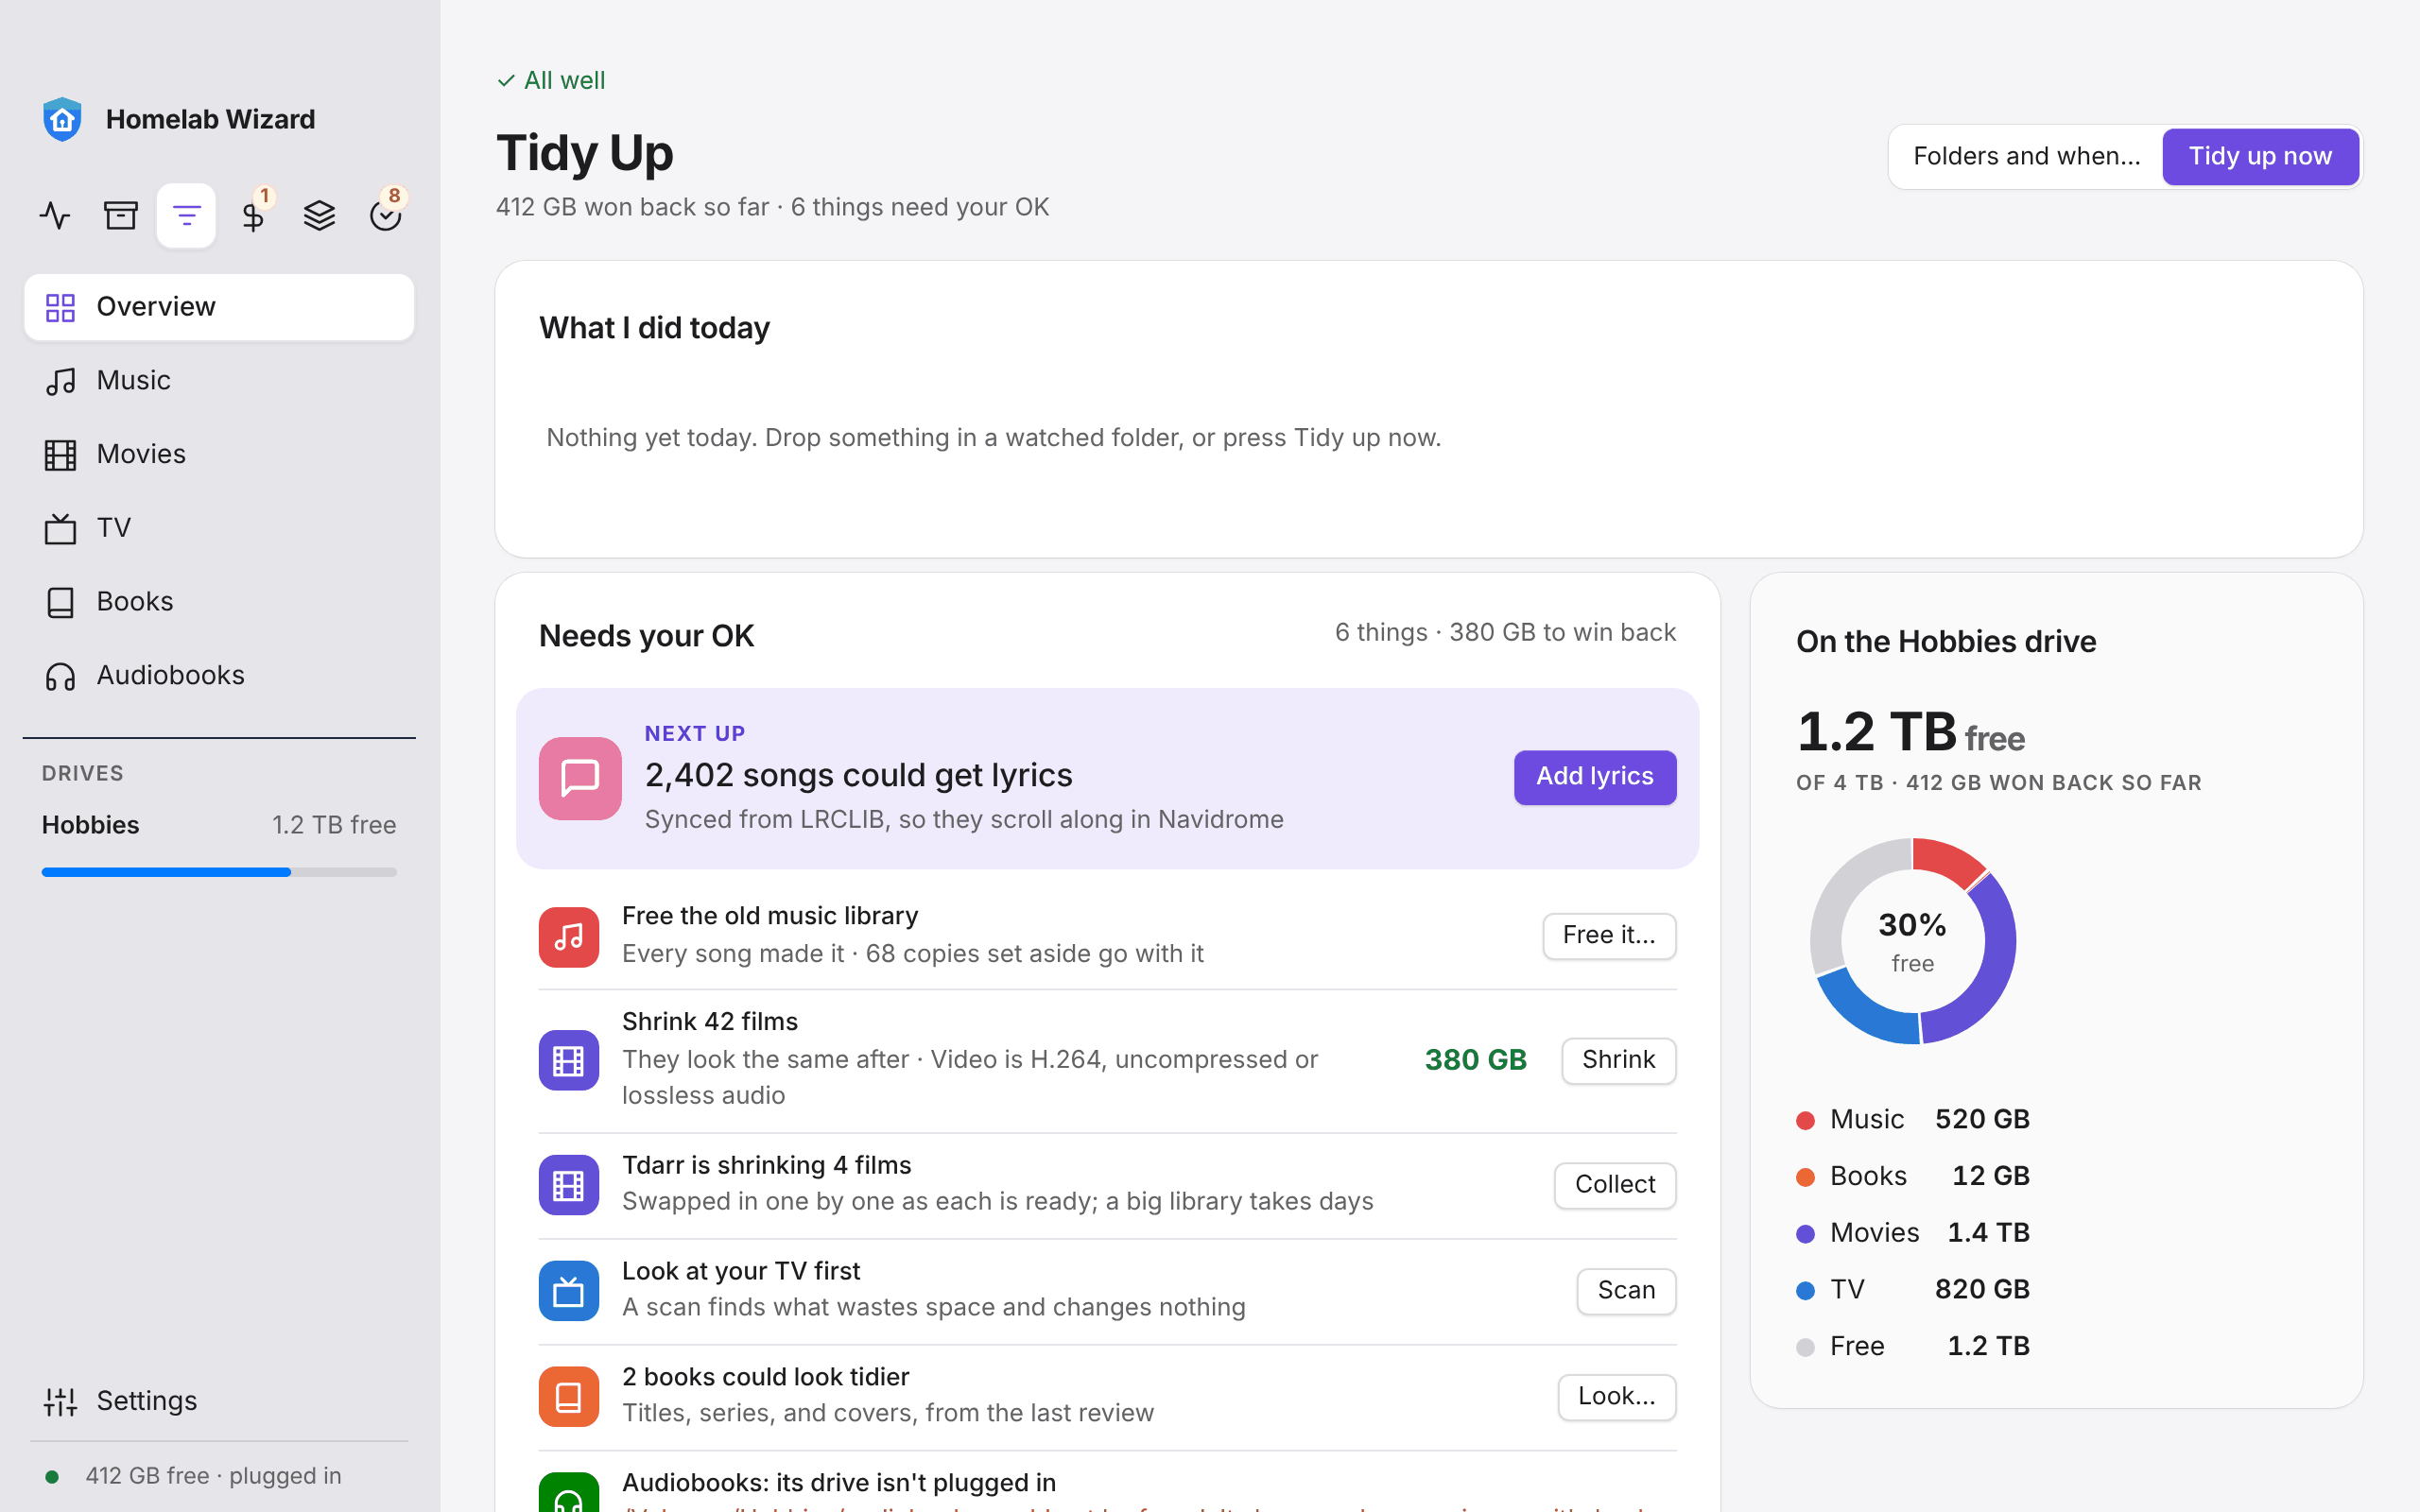 Homelab Wizard
1
8
Overview
Music
Movies
TV
Books
Audiobooks
DRIVES
Hobbies 1.2 TB free
Settings
412 GB free · plugged in
All well
Tidy Up
412 GB won back so far · 6 things need your OK
Folders and when...
Tidy up now
What I did today
Nothing yet today. Drop something in a watched folder, or press Tidy up now.
Needs your OK
6 things · 380 GB to win back
NEXT UP
2,402 songs could get lyrics
Synced from LRCLIB, so they scroll along in Navidrome
Add lyrics
Free the old music library
Every song made it · 68 copies set aside go with it
Free it...
Shrink 42 films
They look the same after · Video is H.264, uncompressed or
lossless audio
380 GB
Shrink
Tdarr is shrinking 4 films
Swapped in one by one as each is ready; a big library takes days
Collect
Look at your TV first
A scan finds what wastes space and changes nothing
Scan
2 books could look tidier
Titles, series, and covers, from the last review
Look...
Audiobooks: its drive isn't plugged in
On the Hobbies drive
1.2 TB free
OF 4 TB · 412 GB WON BACK SO FAR
30%
free
Music 520 GB
Books 12 GB
Movies 1.4 TB
TV 820 GB
Free 1.2 TB